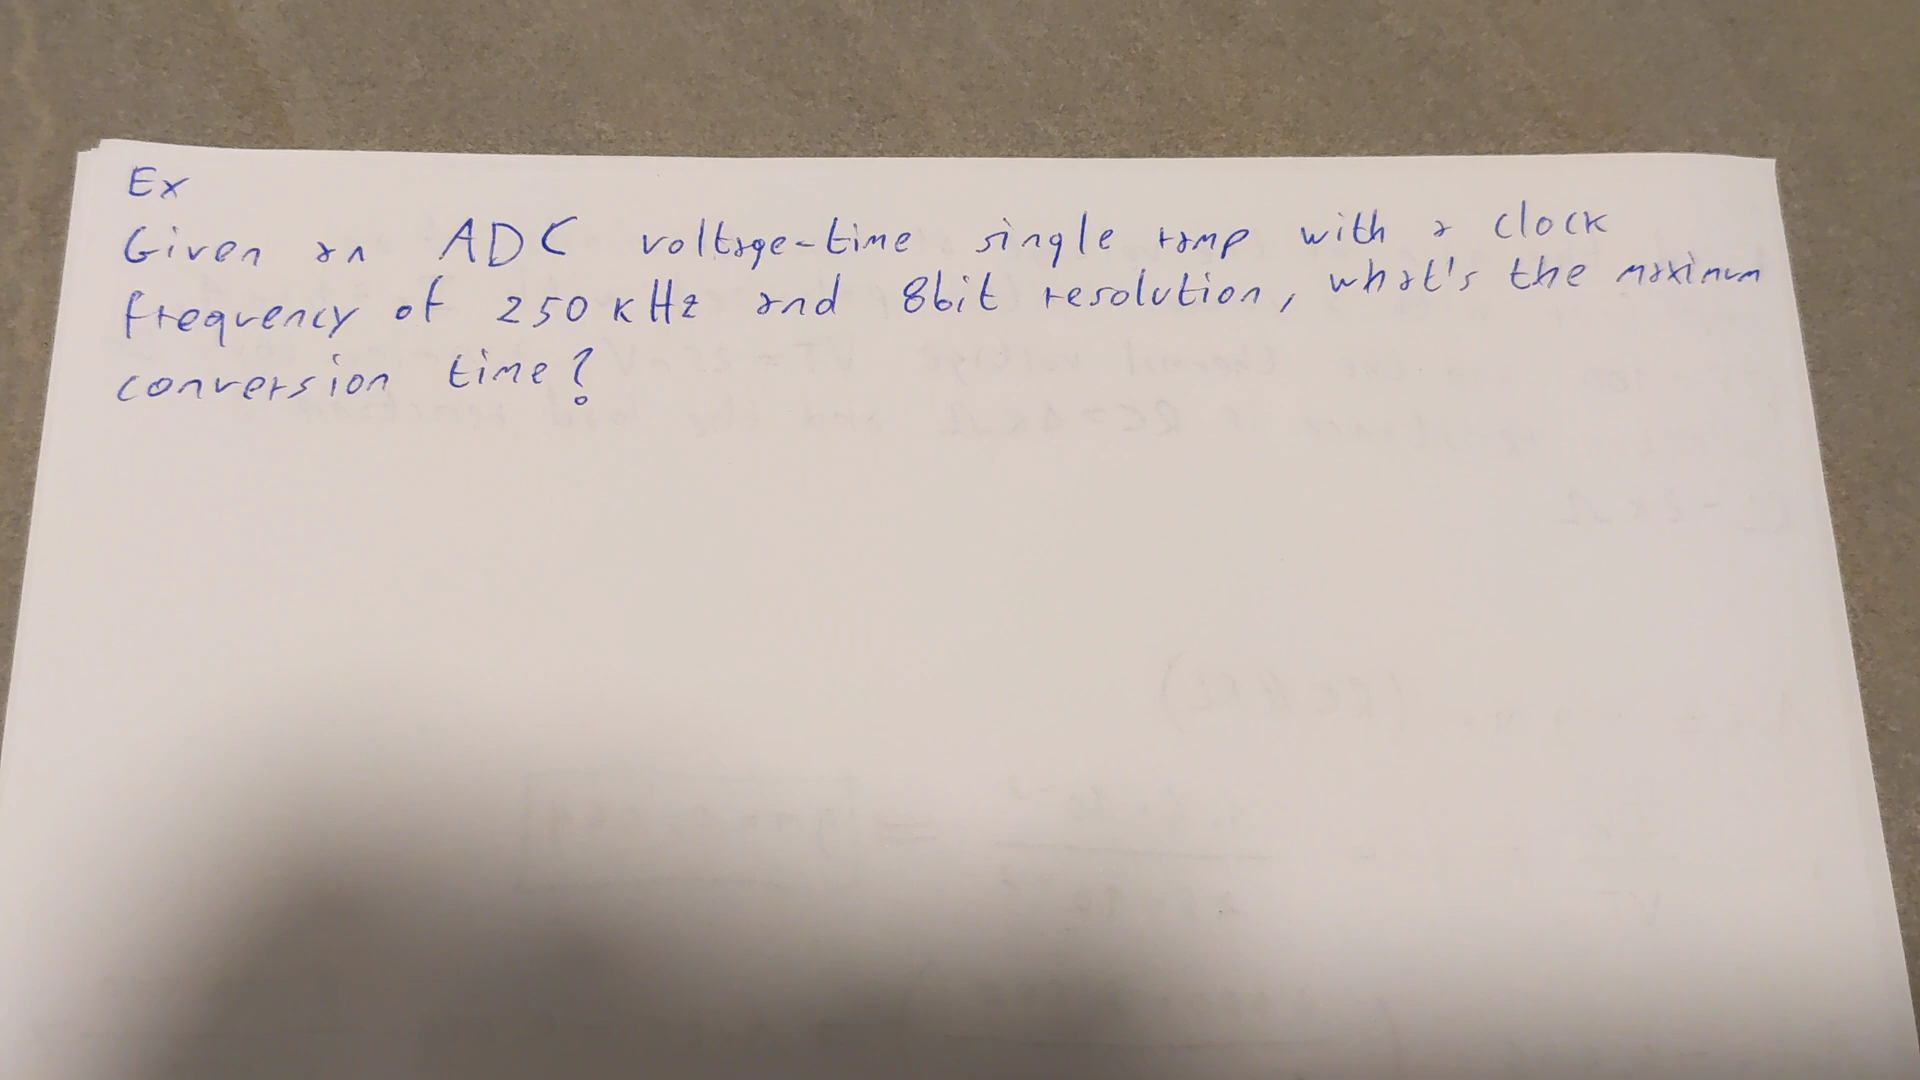 Ex
Given an ADC voltage-time single ramp with a clock
frequency of 250 kHz and 8bit resolution, what's the maximum
conversion time?